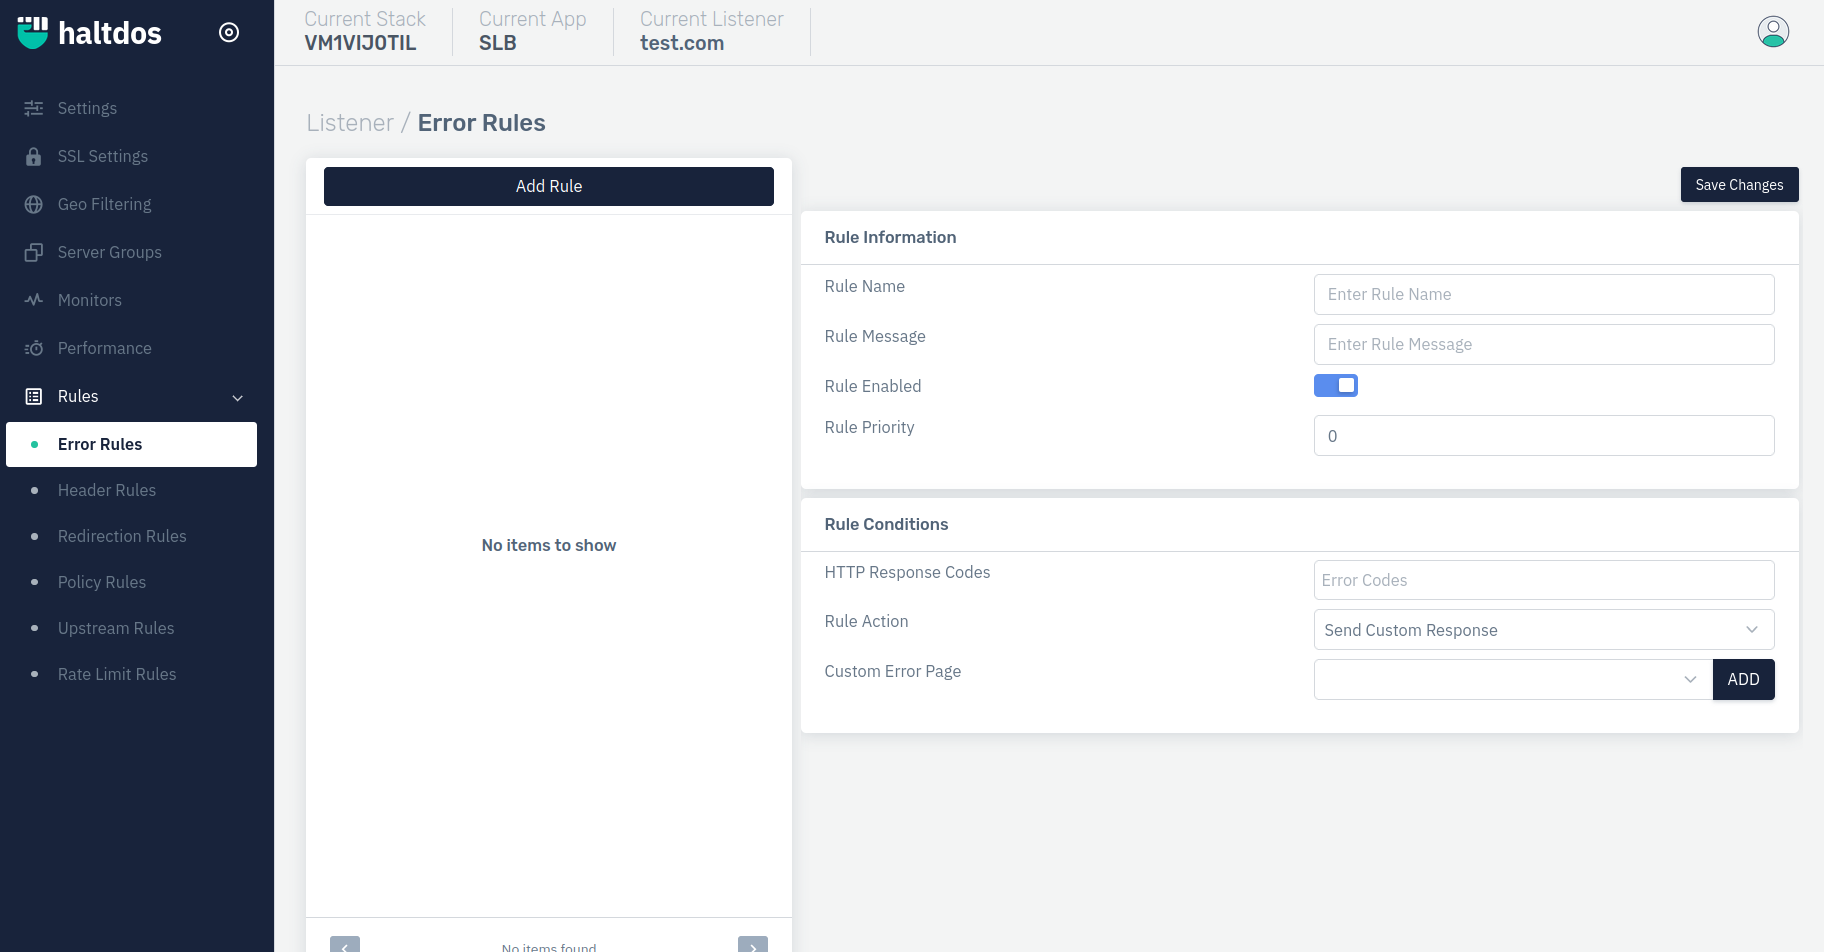 haltdos
Current Stack
VM1VIJ0TIL
Current App
SLB
Current Listener
test.com
Settings
SSL Settings
Geo Filtering
Server Groups
Monitors
Performance
Rules
Error Rules
Header Rules
Redirection Rules
Policy Rules
Upstream Rules
Rate Limit Rules
Listener / Error Rules
Add Rule
No items to show
No items found
Save Changes
Rule Information
Rule Name
Enter Rule Name
Rule Message
Enter Rule Message
Rule Enabled
Rule Priority
0
Rule Conditions
HTTP Response Codes
Error Codes
Rule Action
Send Custom Response
Custom Error Page
ADD